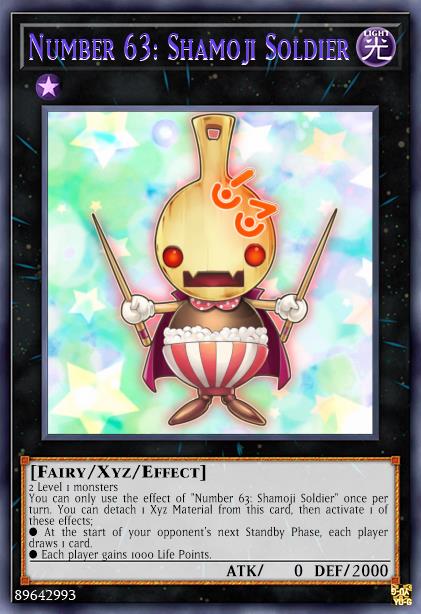 NUMBER 63: SHAMOJI SOLDIER
LIGHT
光
63
[FAIRY/XYZ/EFFECT]
2 Level 1 monsters
You can only use the effect of "Number 63: Shamoji Soldier" once per
turn. You can detach 1 Xyz Material from this card, then activate 1 of
these effects;
● At the start of your opponent's next Standby Phase, each player
draws 1 card.
● Each player gains 1000 Life Points.
ATK/ 0 DEF/2000
89642993